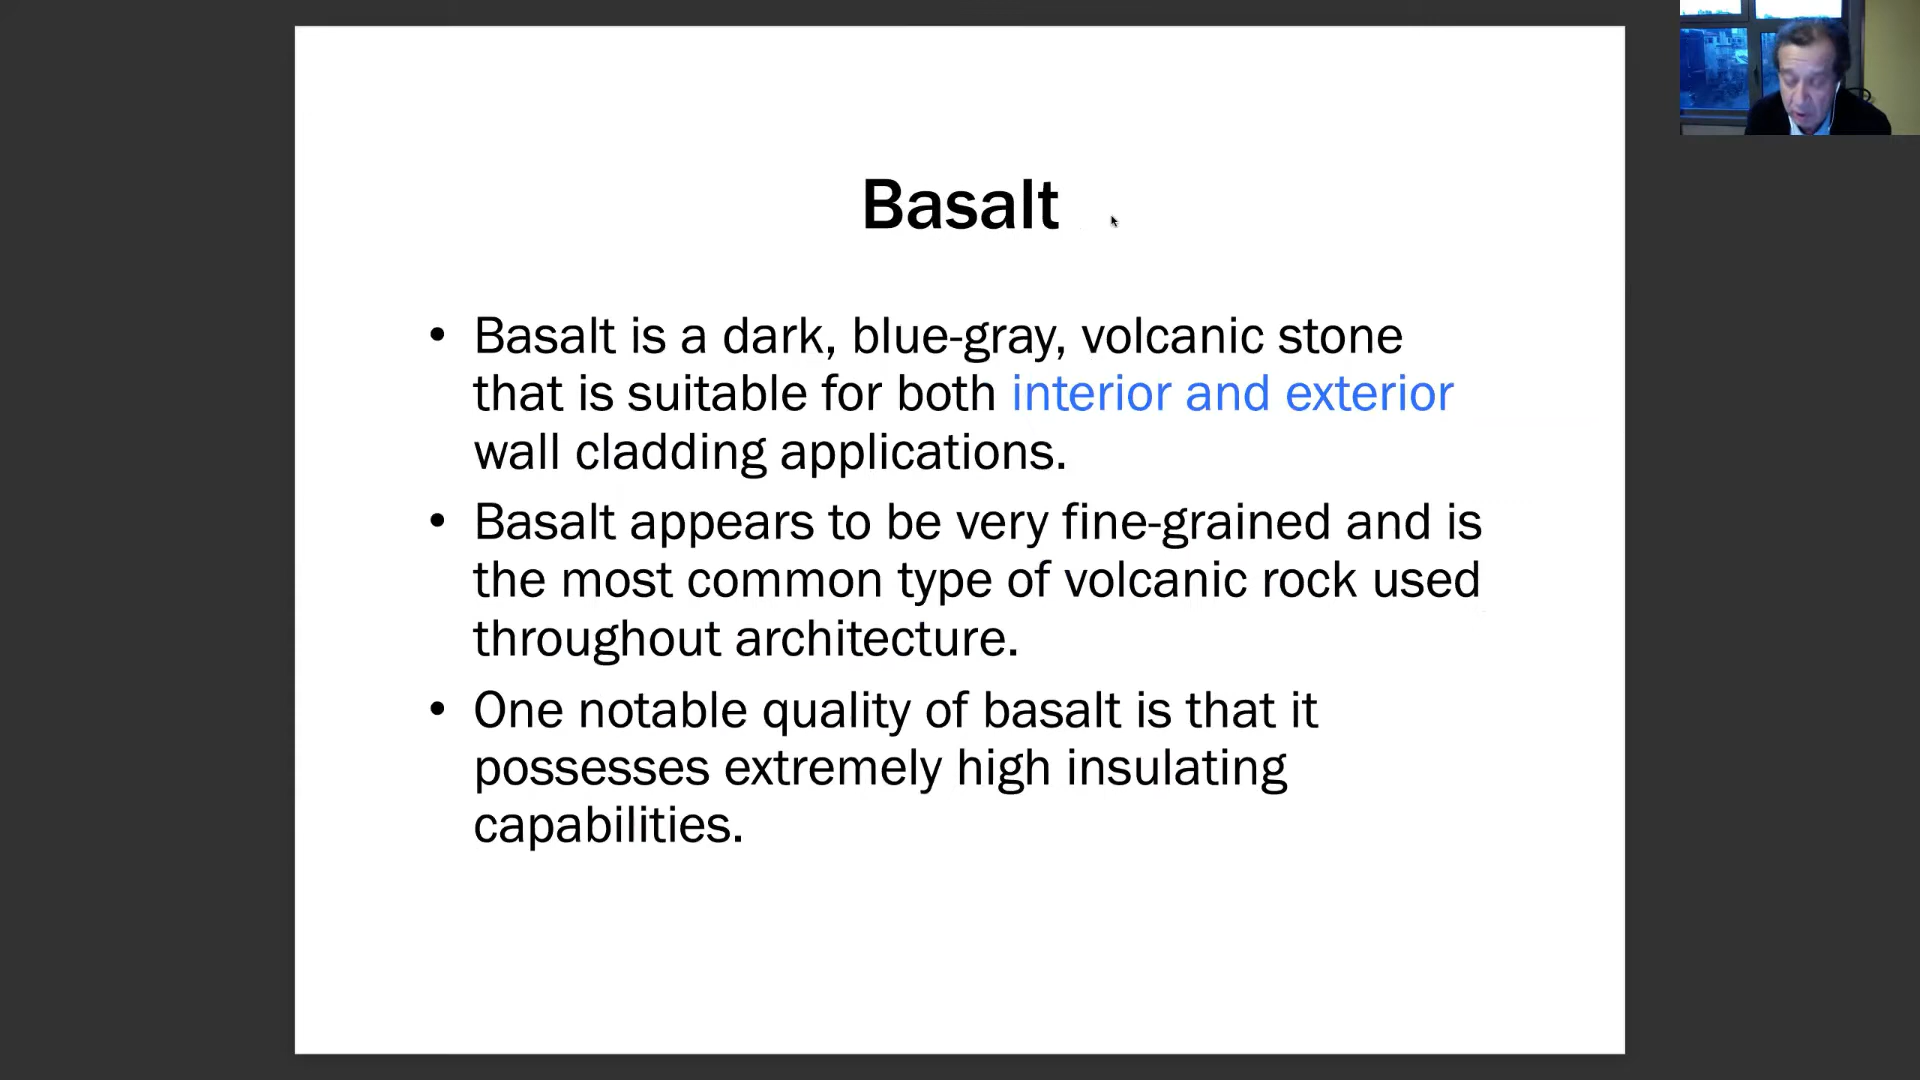 Basalt
• Basalt is a dark, blue-gray, volcanic stone
that is suitable for both interior and exterior
wall cladding applications.
• Basalt appears to be very fine-grained and is
the most common type of volcanic rock used
throughout architecture.
• One notable quality of basalt is that it
possesses extremely high insulating
capabilities.